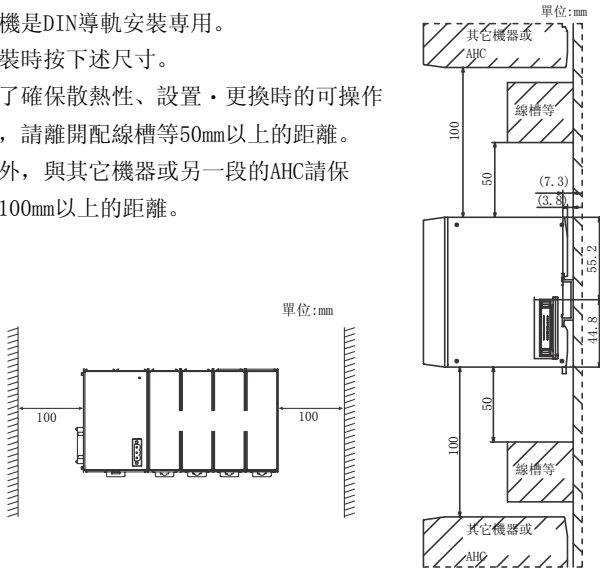 機是DIN導軌安裝専用。
裝時按下述尺寸。
了確保散熱性、設置・更換時的可操作
，請離開配線槽等50mm以上的距離。
外，與其它機器或另一段的AHC請保
100mm以上的距離。
單位:mm
100
100
單位:mm
其它機器或
AHC
線槽等
100
50
(7.3)
(3.8)
55.2
44.8
50
100
線槽等
其它機器或
AHC